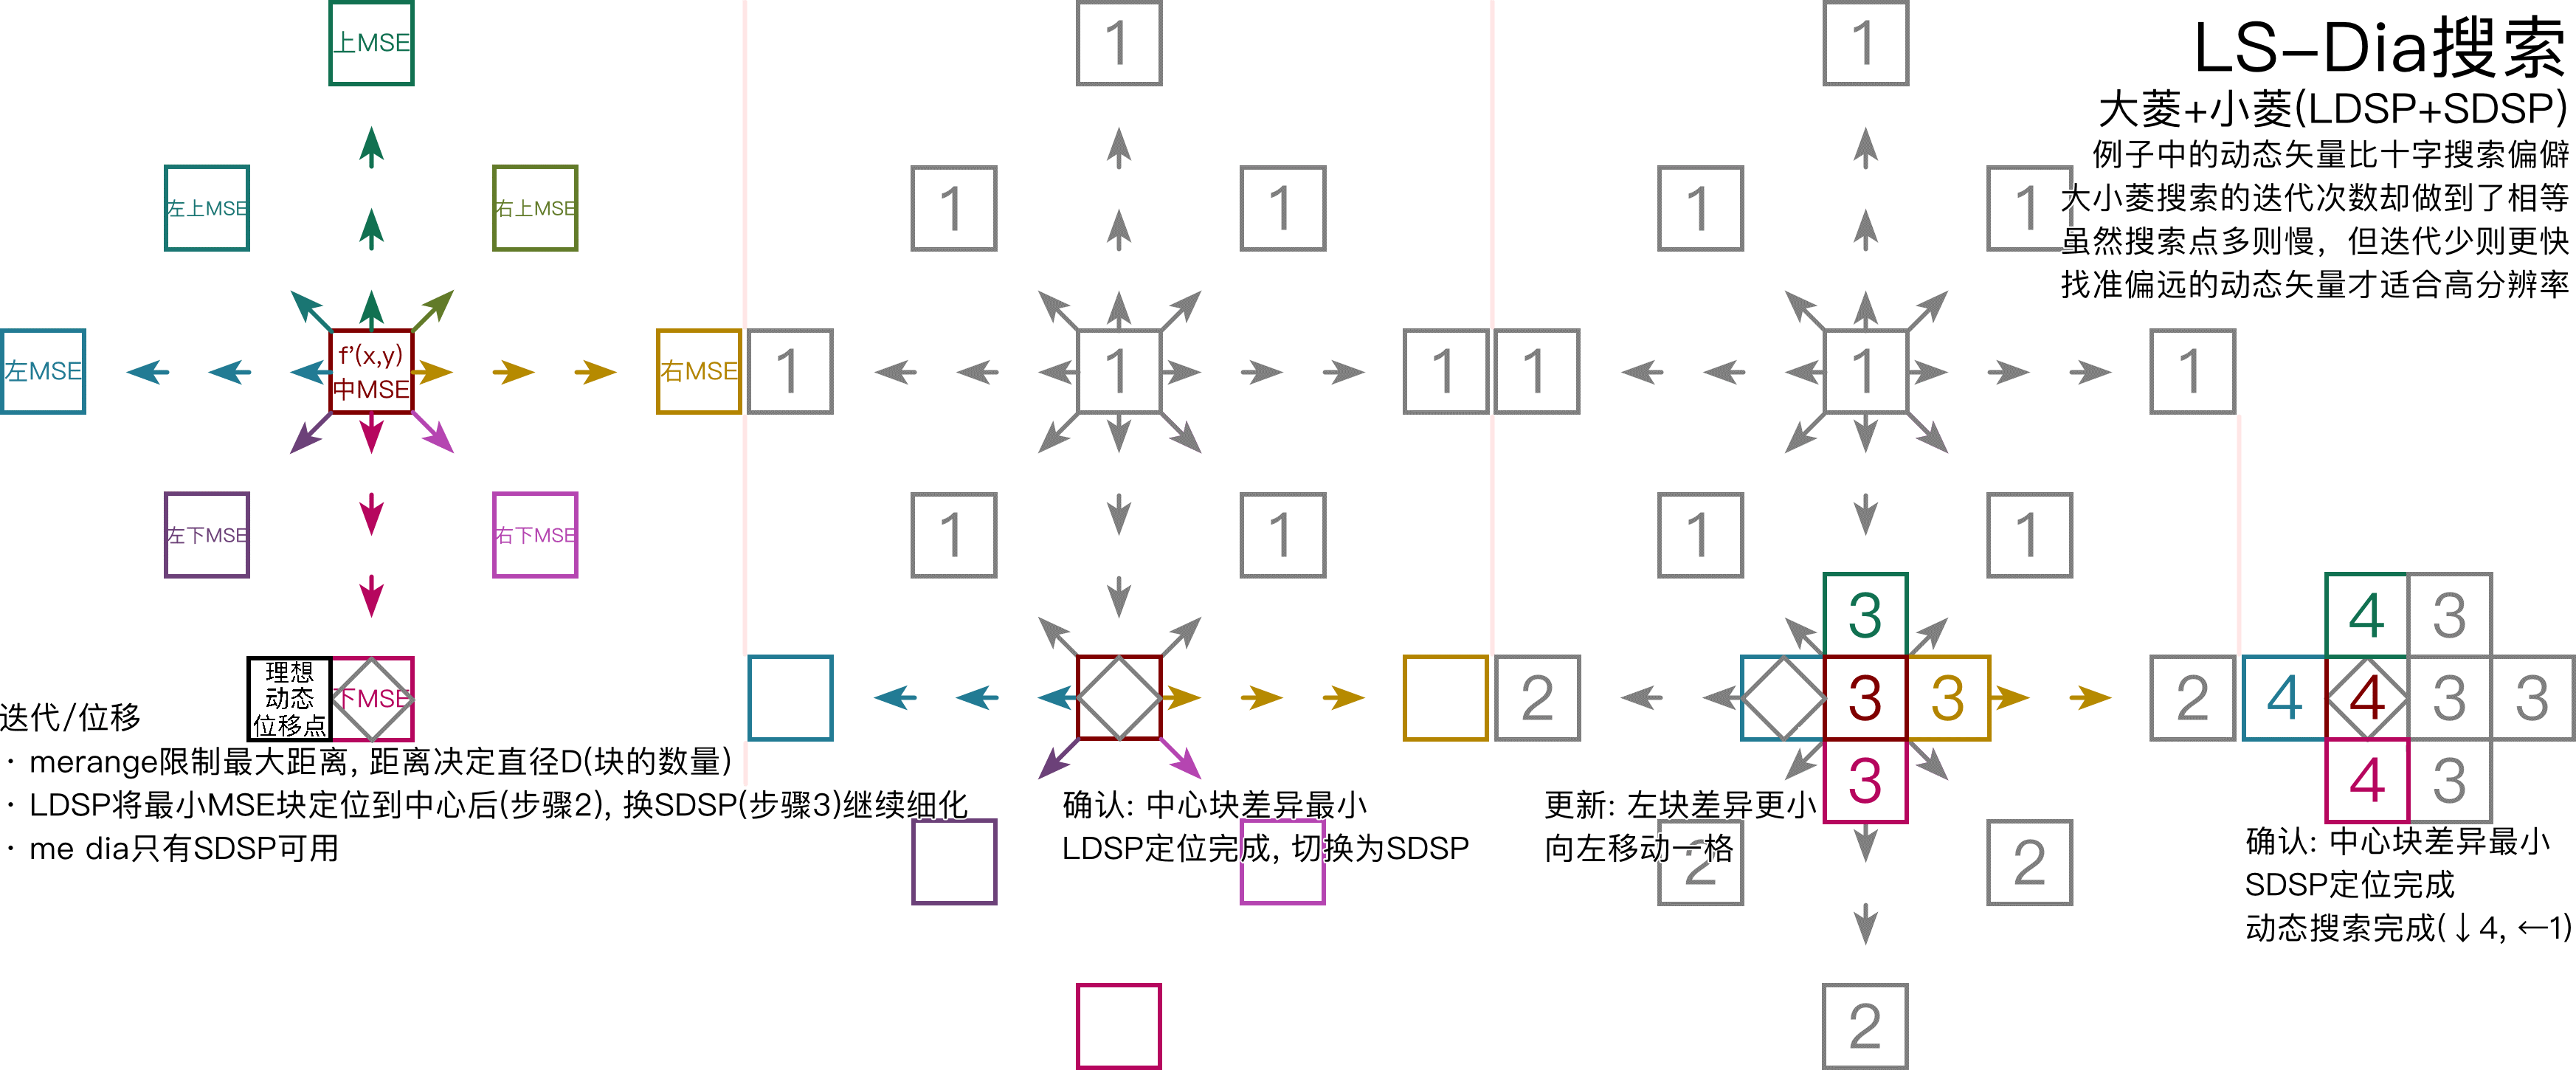 LS-Dia搜索
大菱+小菱(LDSP+SDSP)
例子中的动态矢量比十字搜索偏僻
大小菱搜索的迭代次数却做到了相等
虽然搜索点多则慢，但迭代少则更快
找准偏远的动态矢量才适合高分辨率
上MSE
左上MSE
右上MSE
左MSE
f'(x,y)
中MSE
右MSE
左下MSE
右下MSE
理想
动态
位移点
下MSE
迭代/位移
· merange限制最大距离, 距离决定直径D(块的数量)
· LDSP将最小MSE块定位到中心后(步骤2), 换SDSP(步骤3)继续细化
· me dia只有SDSP可用
1
1
1
1
1
1
1
1
确认: 中心块差异最小
LDSP定位完成, 切换为SDSP
1
1
1
1
1
1
1
1
3
2
3
3
2
3
更新: 左块差异更小
向左移动一格
2
2
2
4
3
4
4
3
3
4
3
确认: 中心块差异最小
SDSP定位完成
动态搜索完成(↓4, ←1)